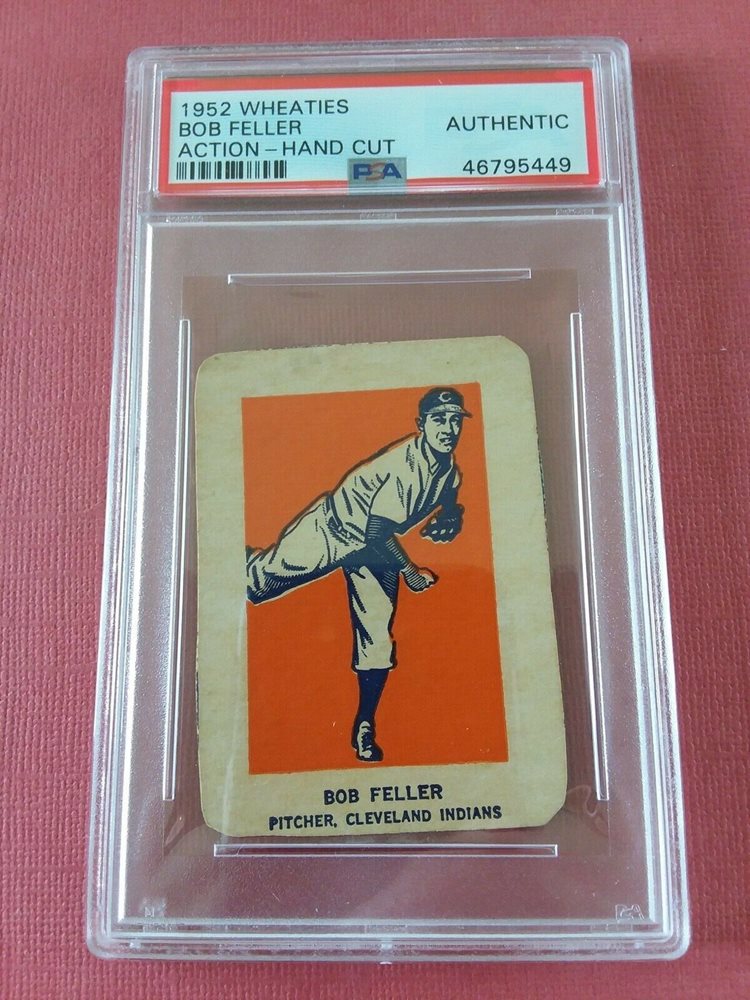 1952 WHEATIES
BOB FELLER AUTHENTIC
ACTION - HAND CUT
PSA 46795449
C
BOB FELLER
PITCHER, CLEVELAND INDIANS